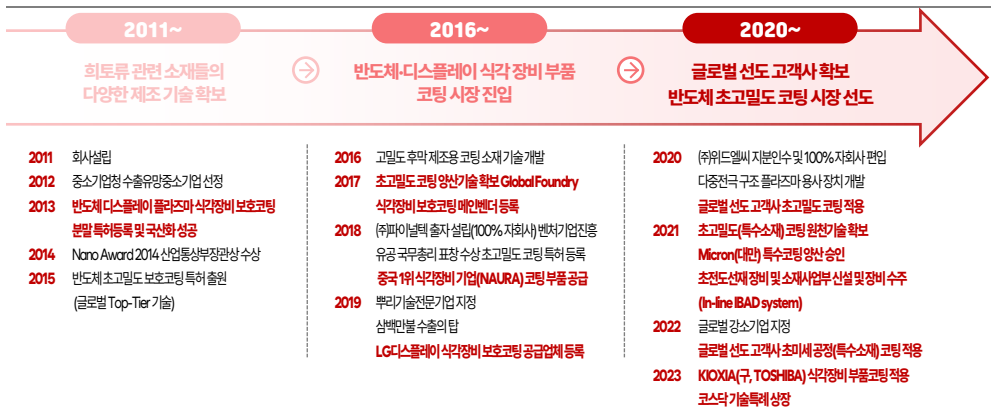 2011~
희토류 관련 소재들의
다양한 제조 기술 확보
2016~
반도체·디스플레이 식각 장비 부품
코팅 시장 진입
2020~
글로벌 선도 고객사 확보
반도체 초고밀도 코팅 시장 선도
2011 회사설립
2012 중소기업청 수출유망중소기업 선정
2013 반도체 디스플레이 플라즈마 식각장비 보호코팅
분말 특허등록 및 국산화 성공
2014 Nano Award 2014 산업통상부장관상 수상
2015 반도체 초고밀도 보호코팅 특허 출원
(글로벌 Top-Tier 기술)
2016 고밀도 후막 제조용 코팅 소재 기술 개발
2017 초고밀도 코팅 양산기술 확보 Global Foundry
식각장비 보호코팅 메인벤더 등록
2018 ㈜파이널텍 출자 설립(100% 자회사) 벤처기업진흥
유공 국무총리 표창 수상 초고밀도 코팅 특허 등록
중국 1위 식각장비 기업(NAURA) 코팅 부품 공급
2019 뿌리기술전문기업 지정
삼백만불 수출의 탑
LG디스플레이 식각장비 보호코팅 공급업체 등록
2020 ㈜위드엘씨 지분인수 및 100% 자회사 편입
다중전극 구조 플라즈마 용사 장치 개발
글로벌 선도 고객사 초고밀도 코팅 적용
2021 초고밀도(특수소재) 코팅 원천기술 확보
Micron(대만) 특수코팅 양산 승인
초전도선재 장비 및 소재사업부 신설 및 장비 수주
(In-line IBAD system)
2022 글로벌 강소기업 지정
글로벌 선도 고객사 초미세 공정(특수소재) 코팅 적용
2023 KIOXIA(구, TOSHIBA) 식각장비 부품코팅 적용
코스닥 기술특례 상장